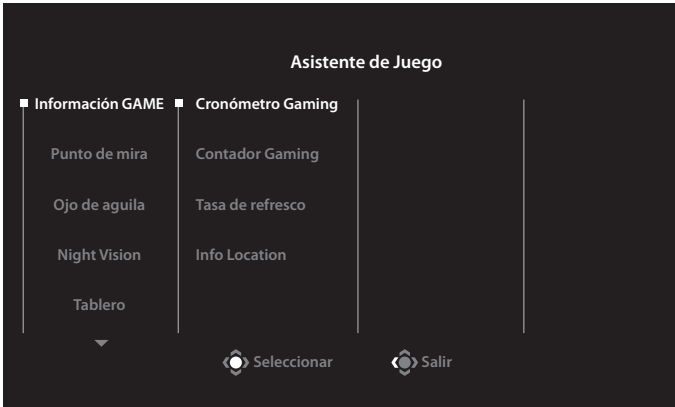 Asistente de Juego
Información GAME Cronómetro Gaming
Punto de mira Contador Gaming
Ojo de aguila Tasa de refresco
Night Vision Info Location
Tablero
Seleccionar Salir